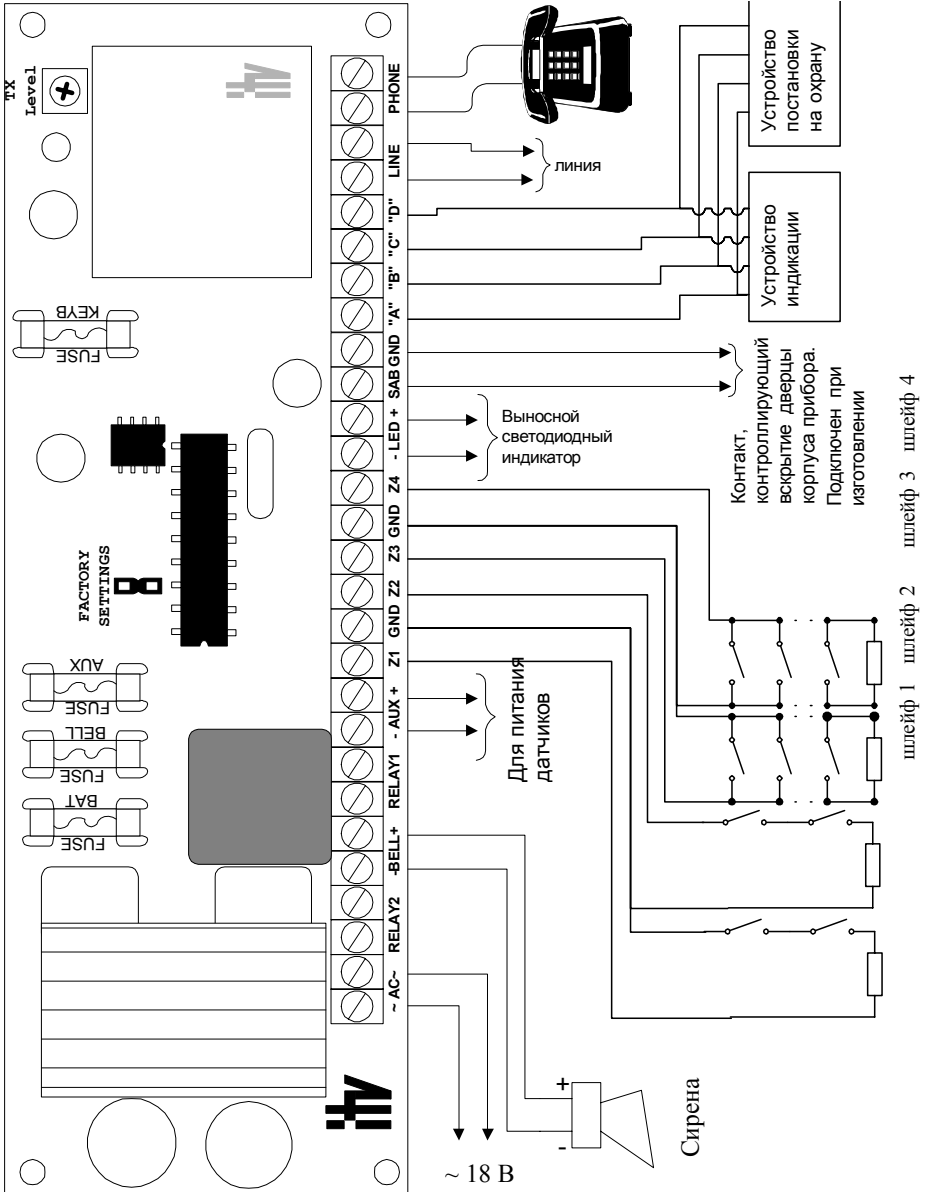 TX
Level
FUSE
KEYB
FACTORY
SETTINGS
FUSE
AUX
FUSE
BELL
FUSE
BAT
itv
itv
PHONE
LINE
"D"
"C"
"B"
"A"
SAB GND
- LED +
Z4
GND
Z3
Z2
GND
Z1
- AUX +
RELAY1
-BELL+
RELAY2
~ AC~
линия
Устройство
постановки
на охрану
Устройство
индикации
Контакт,
контроллирующий
вскрытие дверцы
корпуса прибора.
Подключен при
изготовлении
Выносной
светодиодный
индикатор
Для питания
датчиков
шлейф 1 шлейф 2 шлейф 3 шлейф 4
+
-
Сирена
~ 18 В